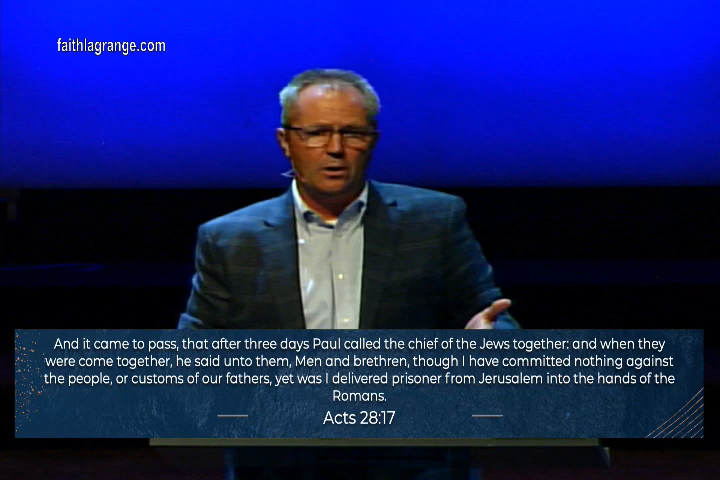 faithlagrange.com
And it came to pass, that after three days Paul called the chief of the Jews together: and when they
were come together, he said unto them, Men and brethren, though I have committed nothing against
the people, or customs of our fathers, yet was I delivered prisoner from Jerusalem into the hands of the
Romans.
Acts 28:17